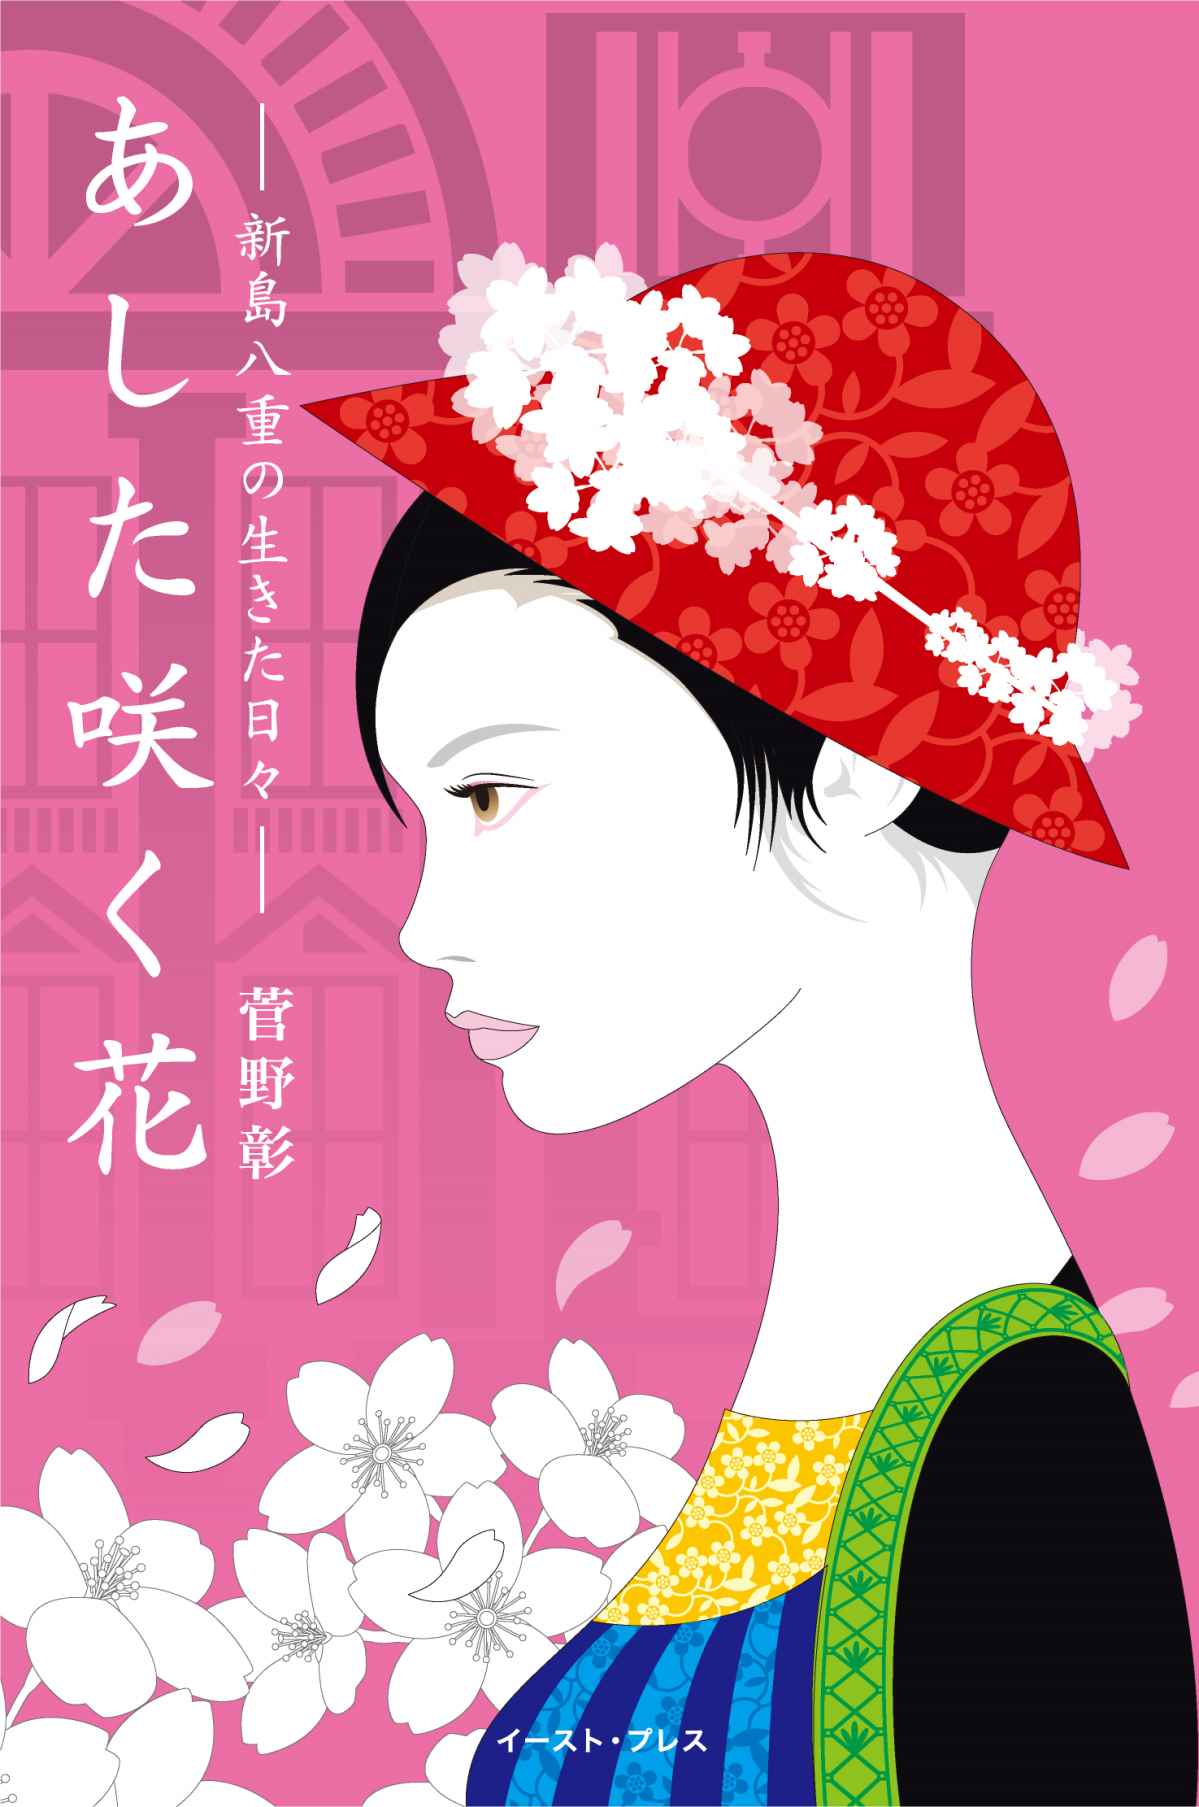 あした咲く花
―新島八重の生きた日々―
菅野彰
イースト・プレス